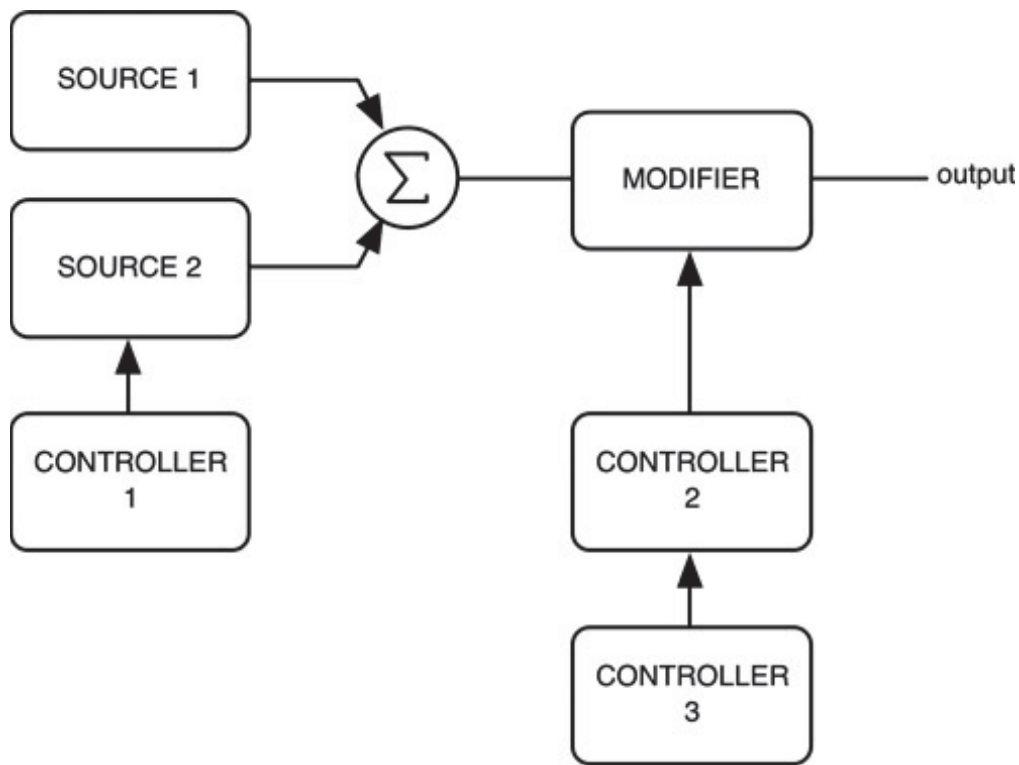 SOURCE 1
SOURCE 2
Σ
MODIFIER
output
CONTROLLER
1
CONTROLLER
2
CONTROLLER
3